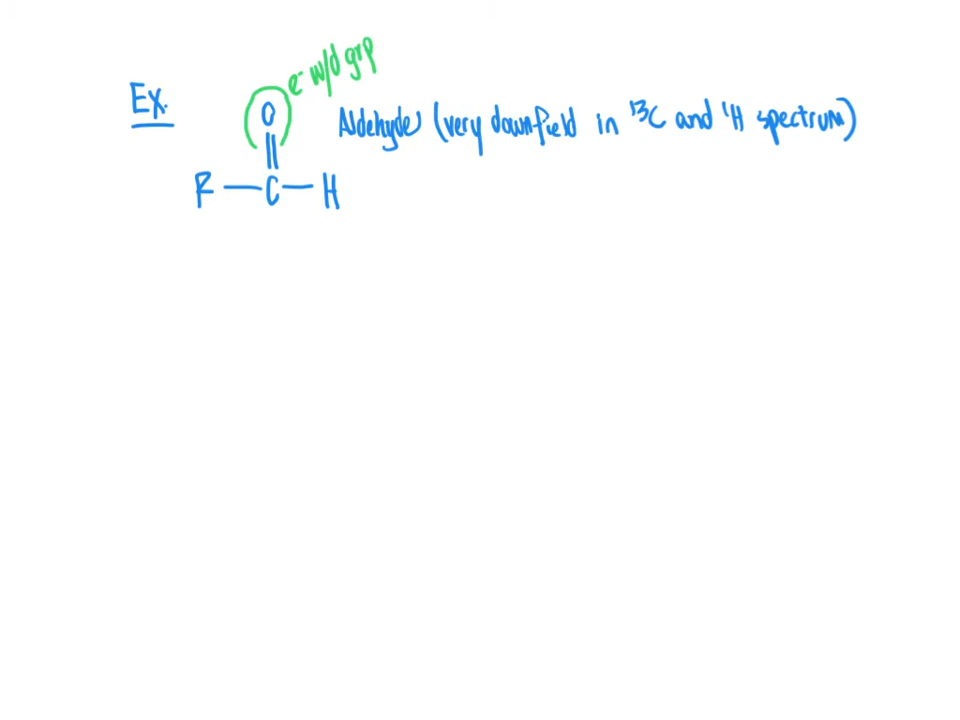 e⁻ w/d grp
Ex.
O
Aldehyde (very downfield in ¹³C and ¹H spectrum)
R — C — H